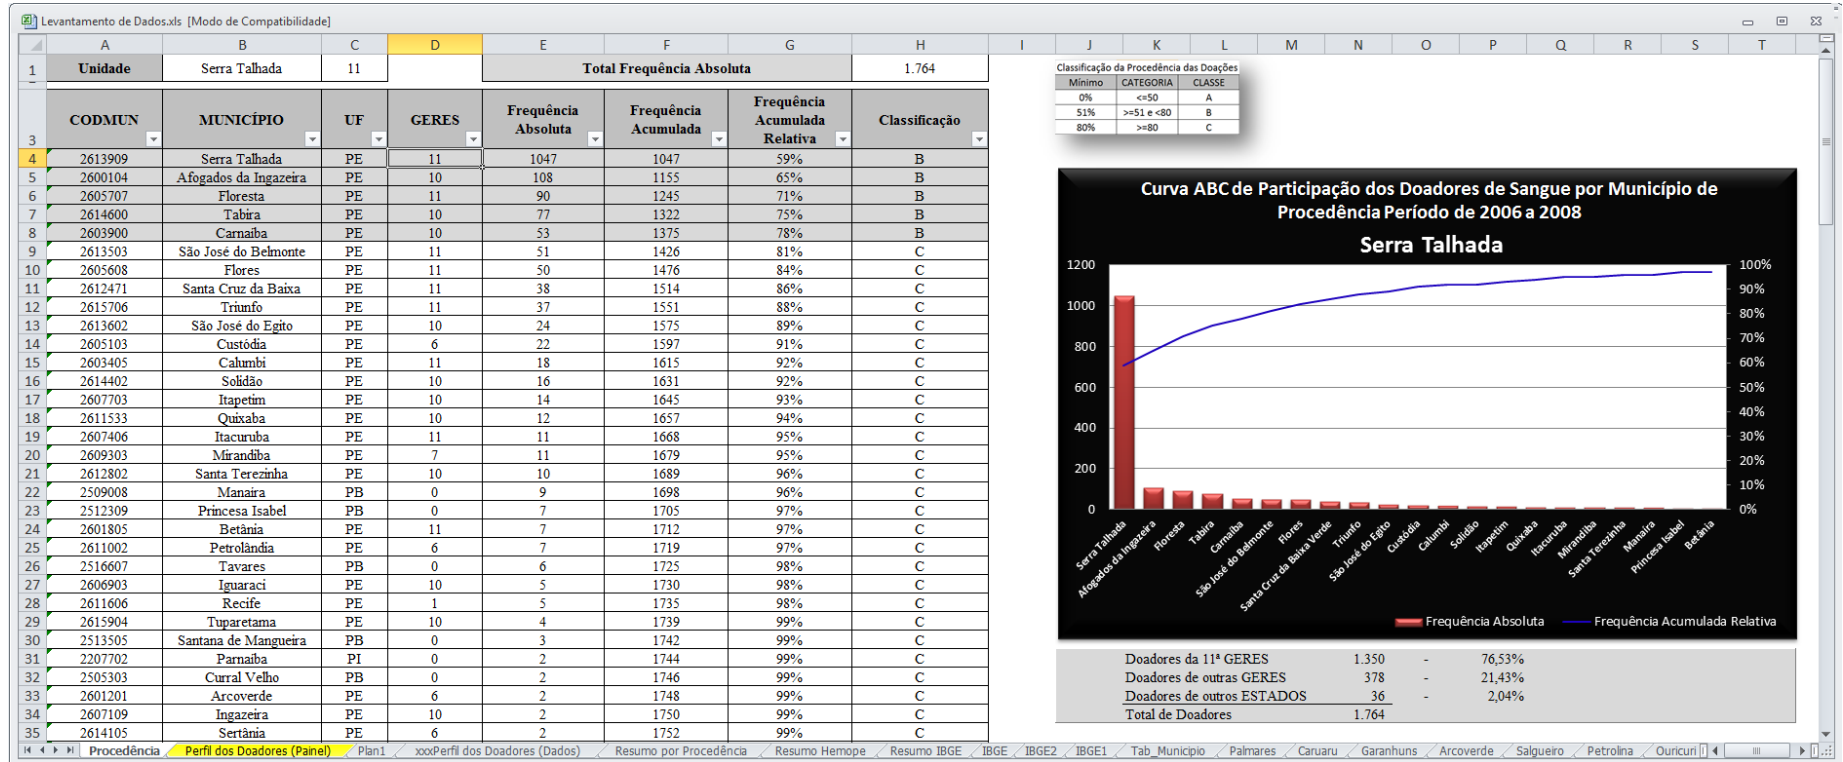 Levantamento de Dados.xls [Modo de Compatibilidade]
A B C D E F G H I J K L M N O P Q R S T
1 Unidade Serra Talhada 11 Total Frequência Absoluta 1.764
3 CODMUN MUNICÍPIO UF GERES Frequência Absoluta Frequência Acumulada Frequência Acumulada Relativa Classificação
4 2613909 Serra Talhada PE 11 1047 1047 59% B
5 2600104 Afogados da Ingazeira PE 10 108 1155 65% B
6 2605707 Floresta PE 11 90 1245 71% B
7 2614600 Tabira PE 10 77 1322 75% B
8 2603900 Carnaíba PE 10 53 1375 78% B
9 2613503 São José do Belmonte PE 11 51 1426 81% C
10 2605608 Flores PE 11 50 1476 84% C
11 2612471 Santa Cruz da Baixa PE 11 38 1514 86% C
12 2615706 Triunfo PE 11 37 1551 88% C
13 2613602 São José do Egito PE 10 24 1575 89% C
14 2605103 Custódia PE 6 22 1597 91% C
15 2603405 Calumbi PE 11 18 1615 92% C
16 2614402 Solidão PE 10 16 1631 92% C
17 2607703 Itapetim PE 10 14 1645 93% C
18 2611533 Quixaba PE 10 12 1657 94% C
19 2607406 Itacuruba PE 11 11 1668 95% C
20 2609303 Mirandiba PE 7 11 1679 95% C
21 2612802 Santa Terezinha PE 10 10 1689 96% C
22 2509008 Manaíra PB 0 9 1698 96% C
23 2512309 Princesa Isabel PB 0 7 1705 97% C
24 2601805 Betânia PE 11 7 1712 97% C
25 2611002 Petrolândia PE 6 7 1719 97% C
26 2516607 Tavares PB 0 6 1725 98% C
27 2606903 Iguaraci PE 10 5 1730 98% C
28 2611606 Recife PE 1 5 1735 98% C
29 2615904 Tuparetama PE 10 4 1739 99% C
30 2513505 Santana de Mangueira PB 0 3 1742 99% C
31 2207702 Parnaíba PI 0 2 1744 99% C
32 2505303 Curral Velho PB 0 2 1746 99% C
33 2601201 Arcoverde PE 6 2 1748 99% C
34 2607109 Ingazeira PE 10 2 1750 99% C
35 2614105 Sertânia PE 6 2 1752 99% C
Classificação da Procedência das Doações
Mínimo CATEGORIA CLASSE
0% <=50 A
51% >=51 e <80 B
80% >=80 C
Curva ABC de Participação dos Doadores de Sangue por Município de
Procedência Período de 2006 a 2008
Serra Talhada
1200 100%
90%
1000 80%
70%
800
60%
600 50%
40%
400
30%
200 20%
10%
0 0%
Serra Talhada
Afogados da Ingazeira
Floresta
Tabira
Carnaíba
São José do Belmonte
Flores
Santa Cruz da Baixa Verde
Triunfo
São José do Egito
Custódia
Calumbi
Solidão
Itapetim
Quixaba
Itacuruba
Mirandiba
Santa Terezinha
Manaíra
Princesa Isabel
Betânia
Frequência Absoluta Frequência Acumulada Relativa
Doadores da 11ª GERES 1.350 - 76,53%
Doadores de outras GERES 378 - 21,43%
Doadores de outros ESTADOS 36 - 2,04%
Total de Doadores 1.764
Procedência Perfil dos Doadores (Painel) Plan1 xxxPerfil dos Doadores (Dados) Resumo por Procedência Resumo Hemope Resumo IBGE IBGE IBGE2 IBGE1 Tab_Municipio Palmares Caruaru Garanhuns Arcoverde Salgueiro Petrolina Ouricuri